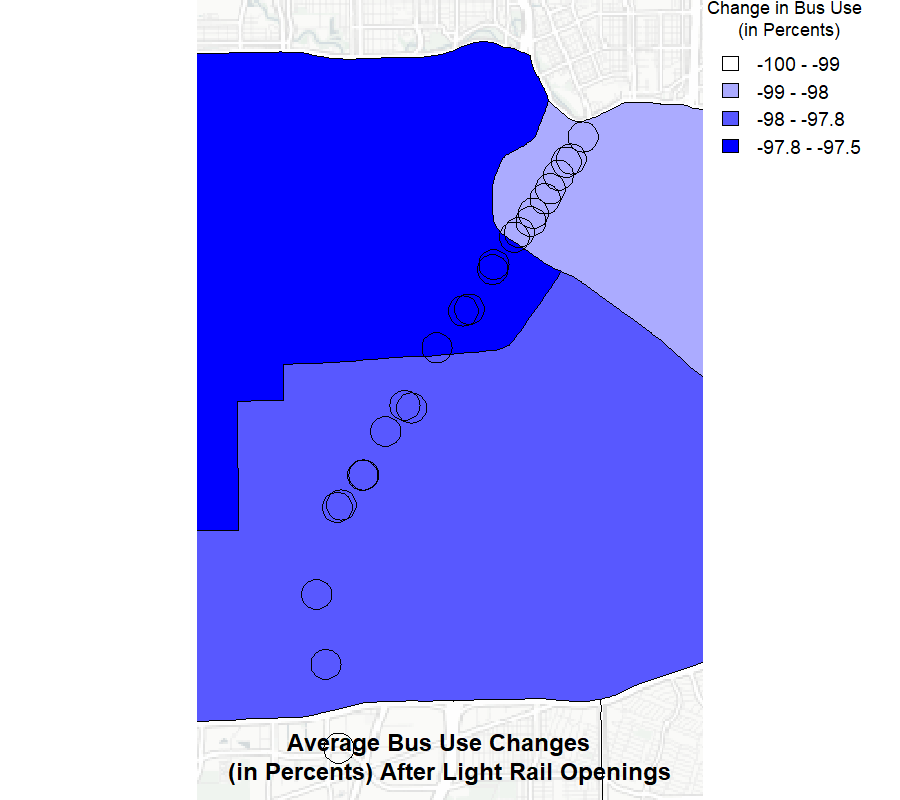 Change in Bus Use
(in Percents)
-100 - -99
-99 - -98
-98 - -97.8
-97.8 - -97.5
Average Bus Use Changes
(in Percents) After Light Rail Openings